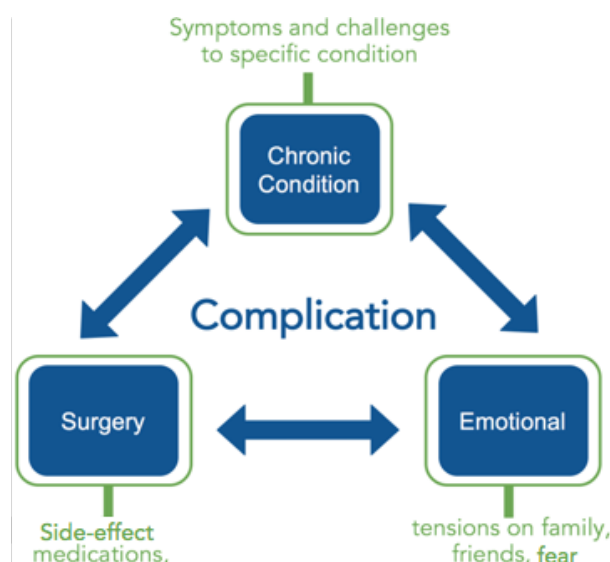 Symptoms and challenges
to specific condition
Chronic
Condition
Complication
Surgery
Emotional
Side-effect
medications.
tensions on family,
friends, fear